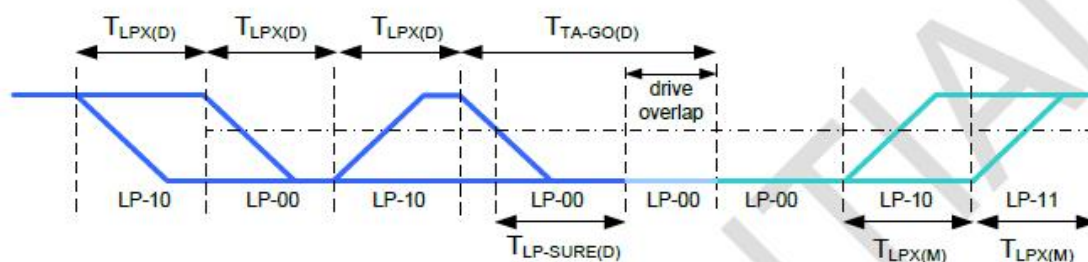 TLPX(D) TLPX(D) TLPX(D) TTA-GO(D)
drive
overlap
LP-10 LP-00 LP-10 LP-00 LP-00 LP-00 LP-10 LP-11
TLP-SURE(D) TLPX(M) TLPX(M)